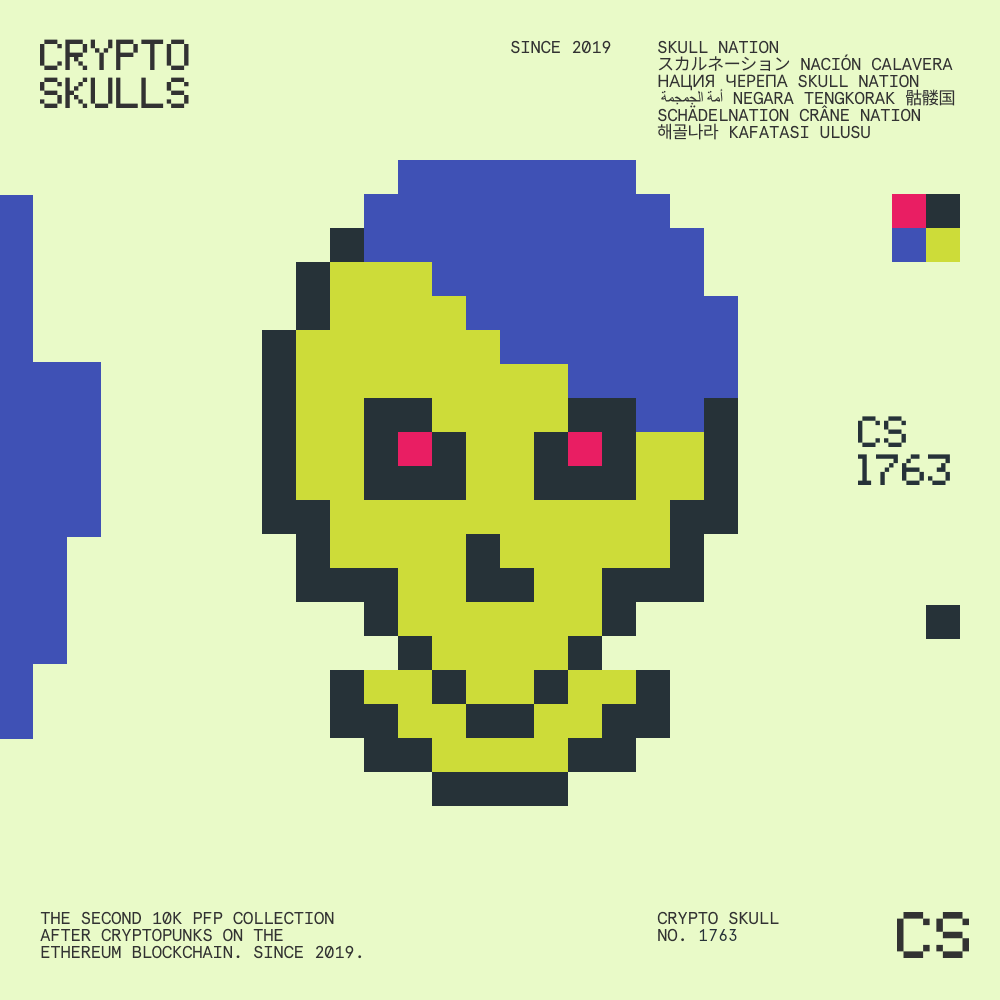 CRYPTO
SKULLS
SINCE 2019
SKULL NATION
スカルネーション NACIÓN CALAVERA
НАЦИЯ ЧЕРЕПА SKULL NATION
أمة الجمجمة NEGARA TENGKORAK 骷髅国
SCHÄDELNATION CRÂNE NATION
해골나라 KAFATASI ULUSU
CS
1763
THE SECOND 10K PFP COLLECTION
AFTER CRYPTOPUNKS ON THE
ETHEREUM BLOCKCHAIN. SINCE 2019.
CRYPTO SKULL
NO. 1763
CS